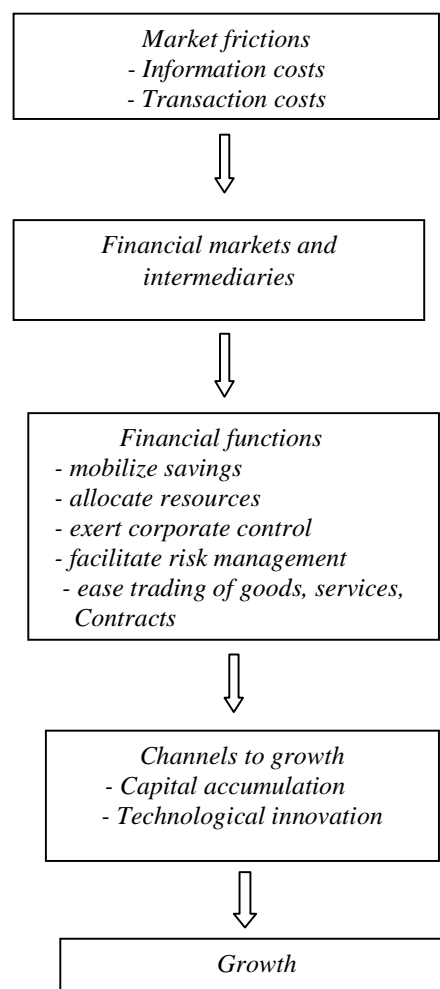 Market frictions
- Information costs
- Transaction costs
Financial markets and
intermediaries
Financial functions
- mobilize savings
- allocate resources
- exert corporate control
- facilitate risk management
- ease trading of goods, services,
Contracts
Channels to growth
- Capital accumulation
- Technological innovation
Growth